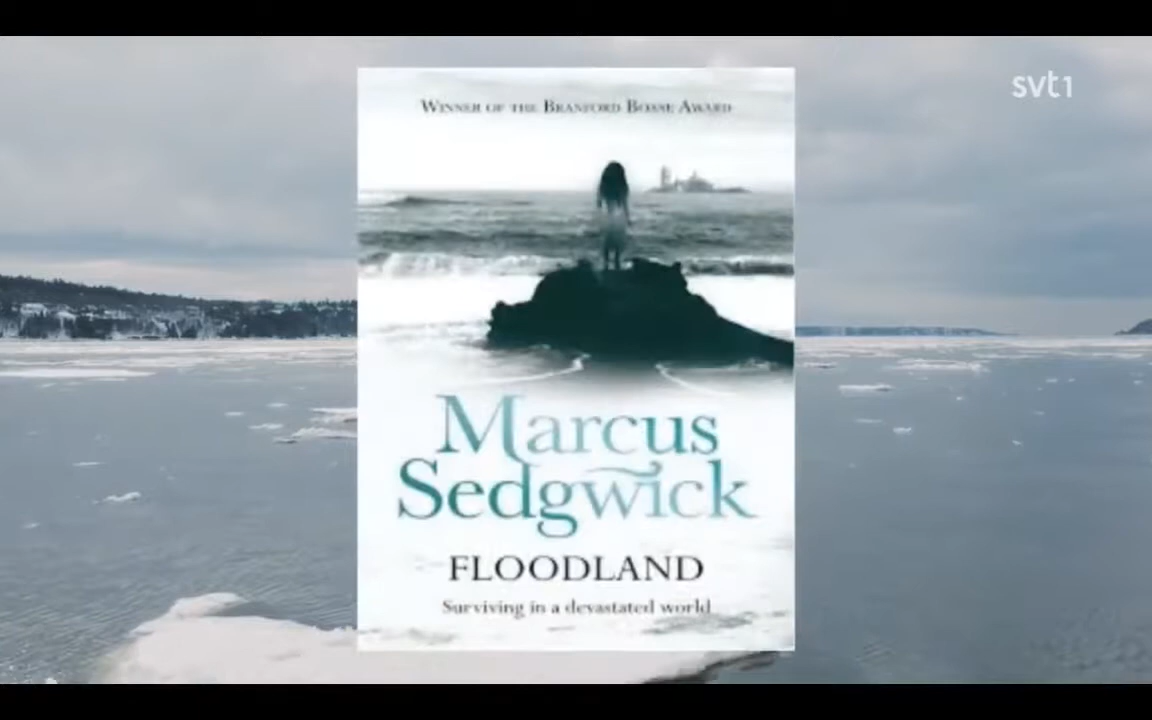 svt1
WINNER OF THE BRANFORD BOASE AWARD
Marcus
Sedgwick
FLOODLAND
Surviving in a devastated world